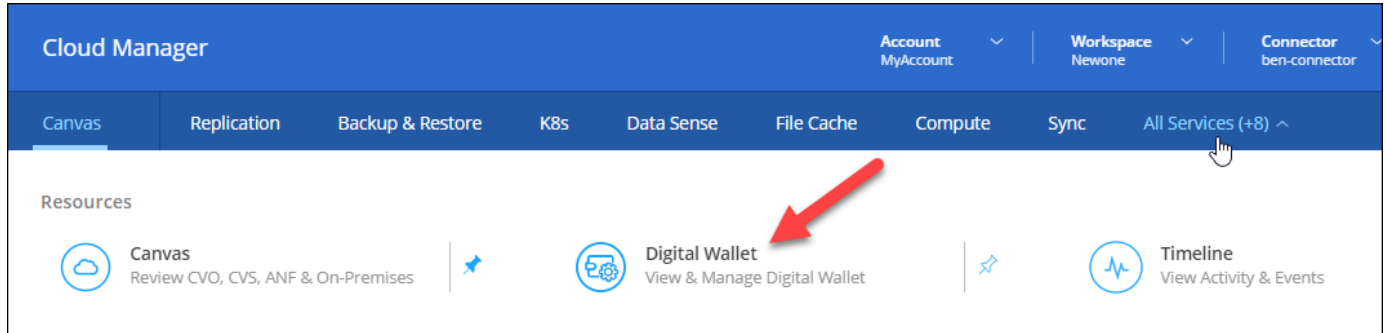 Cloud Manager
Account
MyAccount
Workspace
Newone
Connector
ben-connector
Canvas
Replication
Backup & Restore
K8s
Data Sense
File Cache
Compute
Sync
All Services (+8)
Resources
Canvas
Review CVO, CVS, ANF & On-Premises
Digital Wallet
View & Manage Digital Wallet
Timeline
View Activity & Events